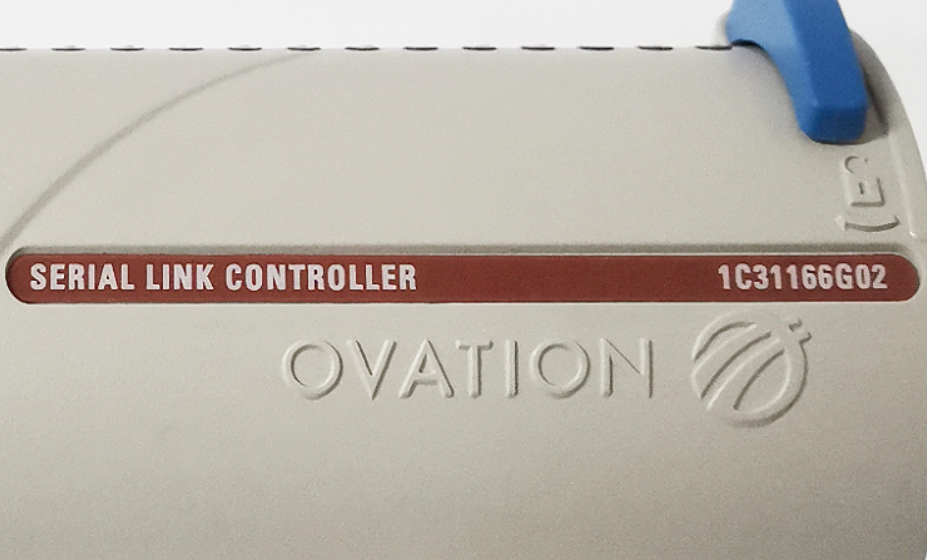 SERIAL LINK CONTROLLER 1C31166G02
OVATION